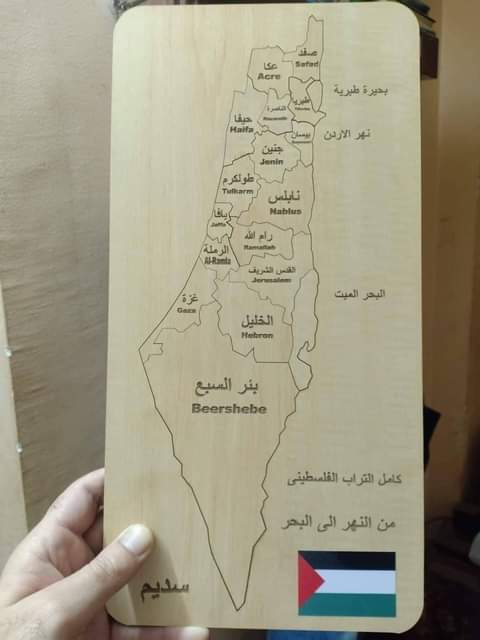 صفد
Safad
عكا
Acre
طبريا
بحيرة طبرية
الناصرة
Nazareth
حيفا
Haifa
بيسان
نهر الاردن
جنين
Jenin
طولكرم
Tulkarm
نابلس
Nablus
يافا
Jaffa
رام الله
Ramallah
الرملة
Al-Ramla
القدس الشريف
Jerusalem
غزة
Gaza
البحر الميت
الخليل
Hebron
بئر السبع
Beershebe
كامل التراب الفلسطينى
من النهر الى البحر
سديم